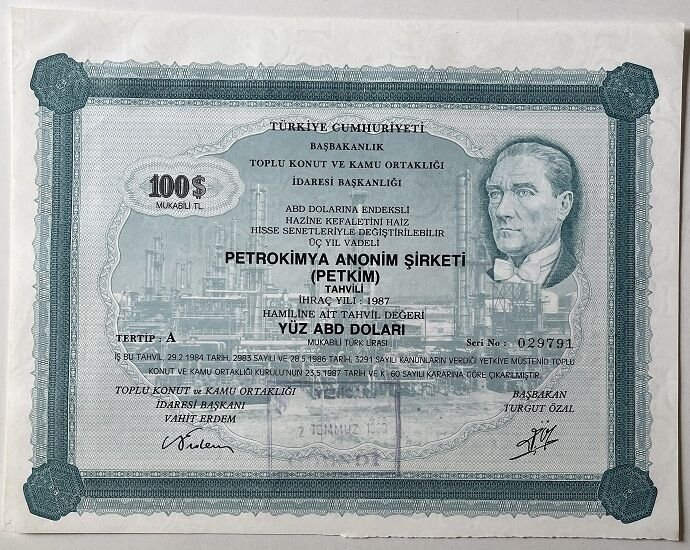 TÜRKİYE CUMHURİYETİ
BAŞBAKANLIK
TOPLU KONUT VE KAMU ORTAKLIĞI
İDARESİ BAŞKANLIĞI
100$
MUKABİLİ TL.
ABD DOLARINA ENDEKSLİ
HAZİNE KEFALETİNİ HAİZ
HİSSE SENETLERİYLE DEĞİŞTİRİLEBİLİR
ÜÇ YIL VADELİ
PETROKİMYA ANONİM ŞİRKETİ
(PETKİM)
TAHVİLİ
İHRAÇ YILI : 1987
HAMİLİNE AİT TAHVİL DEĞERİ
YÜZ ABD DOLARI
MUKABİLİ TÜRK LİRASI
TERTİP : A
Seri No : 029791
İŞ BU TAHVİL, 29.2.1984 TARİH, 2983 SAYILI VE 28.5.1986 TARİH, 3291 SAYILI KANUNLARIN VERDİĞİ YETKİYE MÜSTENİD TOPLU
KONUT VE KAMU ORTAKLIĞI KURULU'NUN 23.5.1987 TARİH VE K - 60 SAYILI KARARINA GÖRE ÇIKARILMIŞTIR.
TOPLU KONUT ve KAMU ORTAKLIĞI
İDARESİ BAŞKANI
VAHİT ERDEM
BAŞBAKAN
TURGUT ÖZAL
2 TEMMUZ